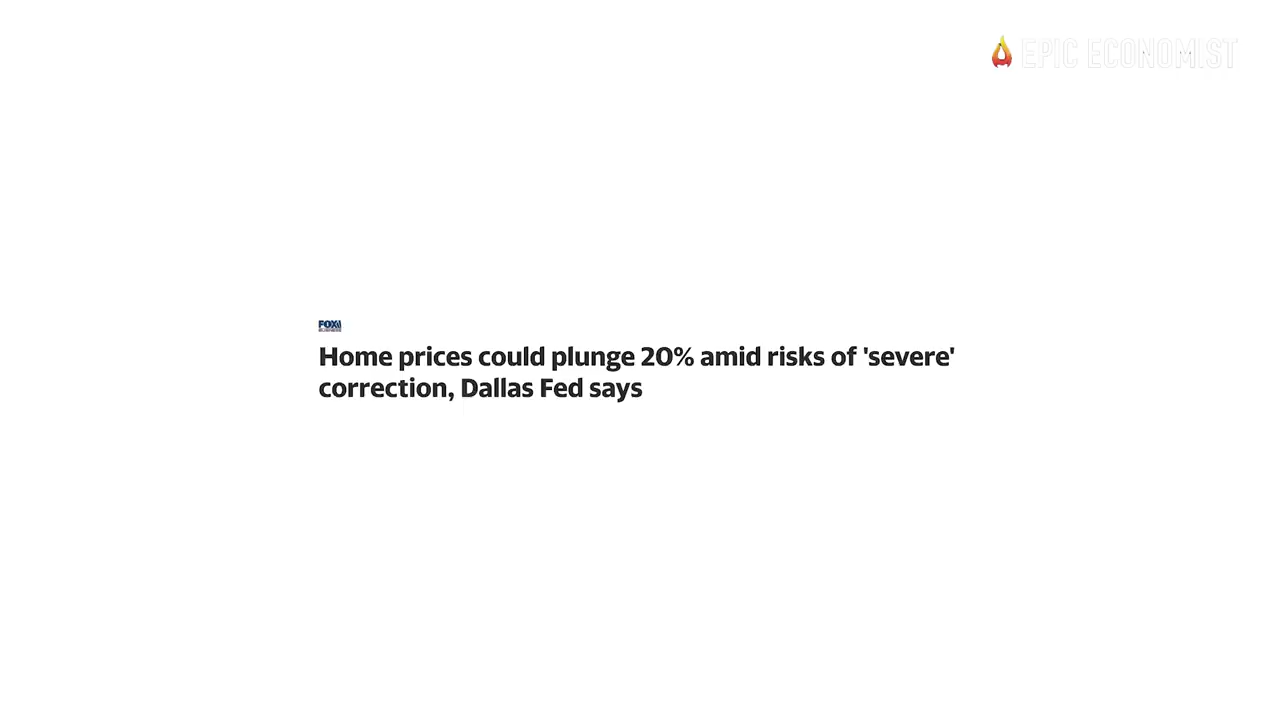 EPIC ECONOMIST
FOX
Home prices could plunge 20% amid risks of 'severe'
correction, Dallas Fed says